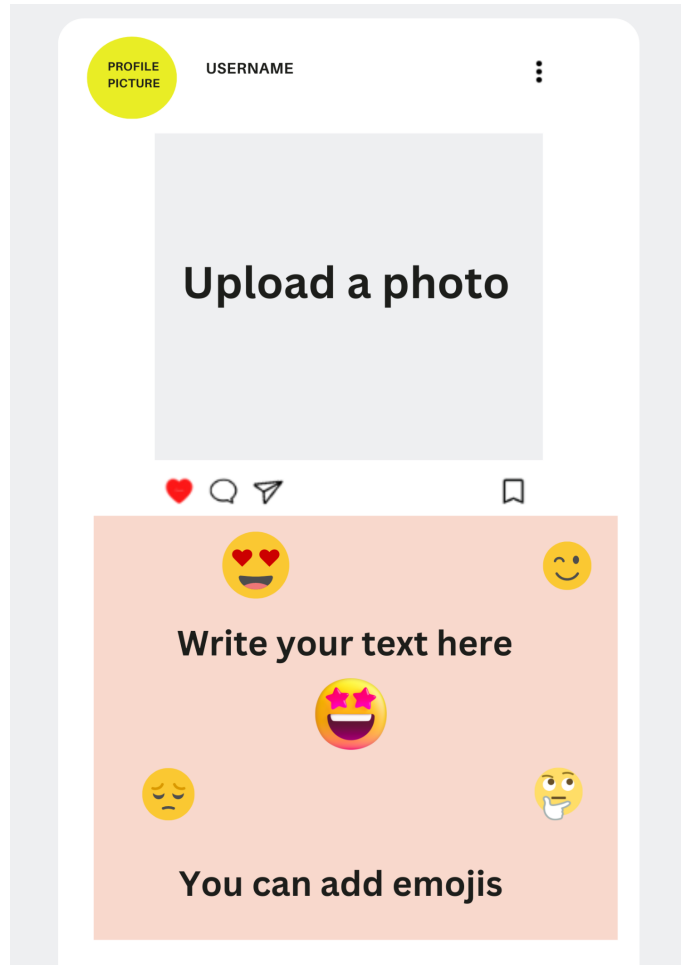 PROFILE
PICTURE
USERNAME
Upload a photo
Write your text here
You can add emojis